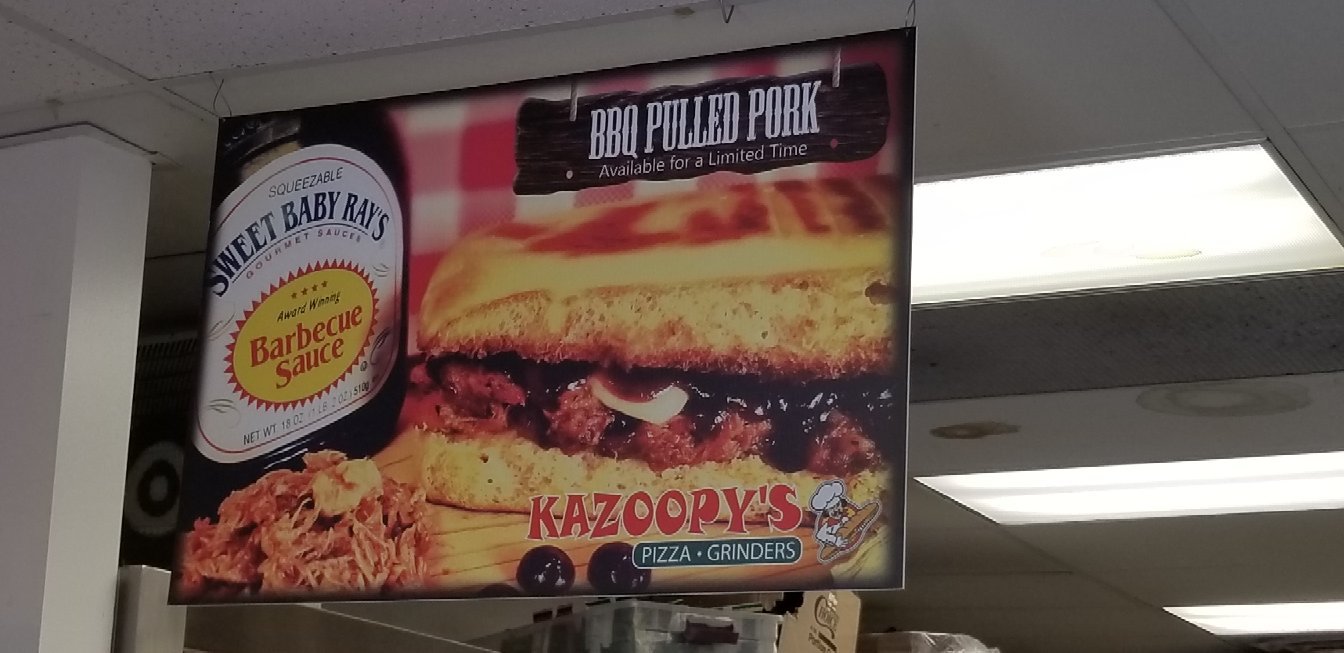 SQUEEZABLE
SWEET BABY RAY'S
GOURMET SAUCES
Award Winning
Barbecue
Sauce
NET WT. 18 OZ. (1 LB. 2 OZ.) 510g
BBQ PULLED PORK
Available for a Limited Time
KAZOOPY'S
PIZZA • GRINDERS